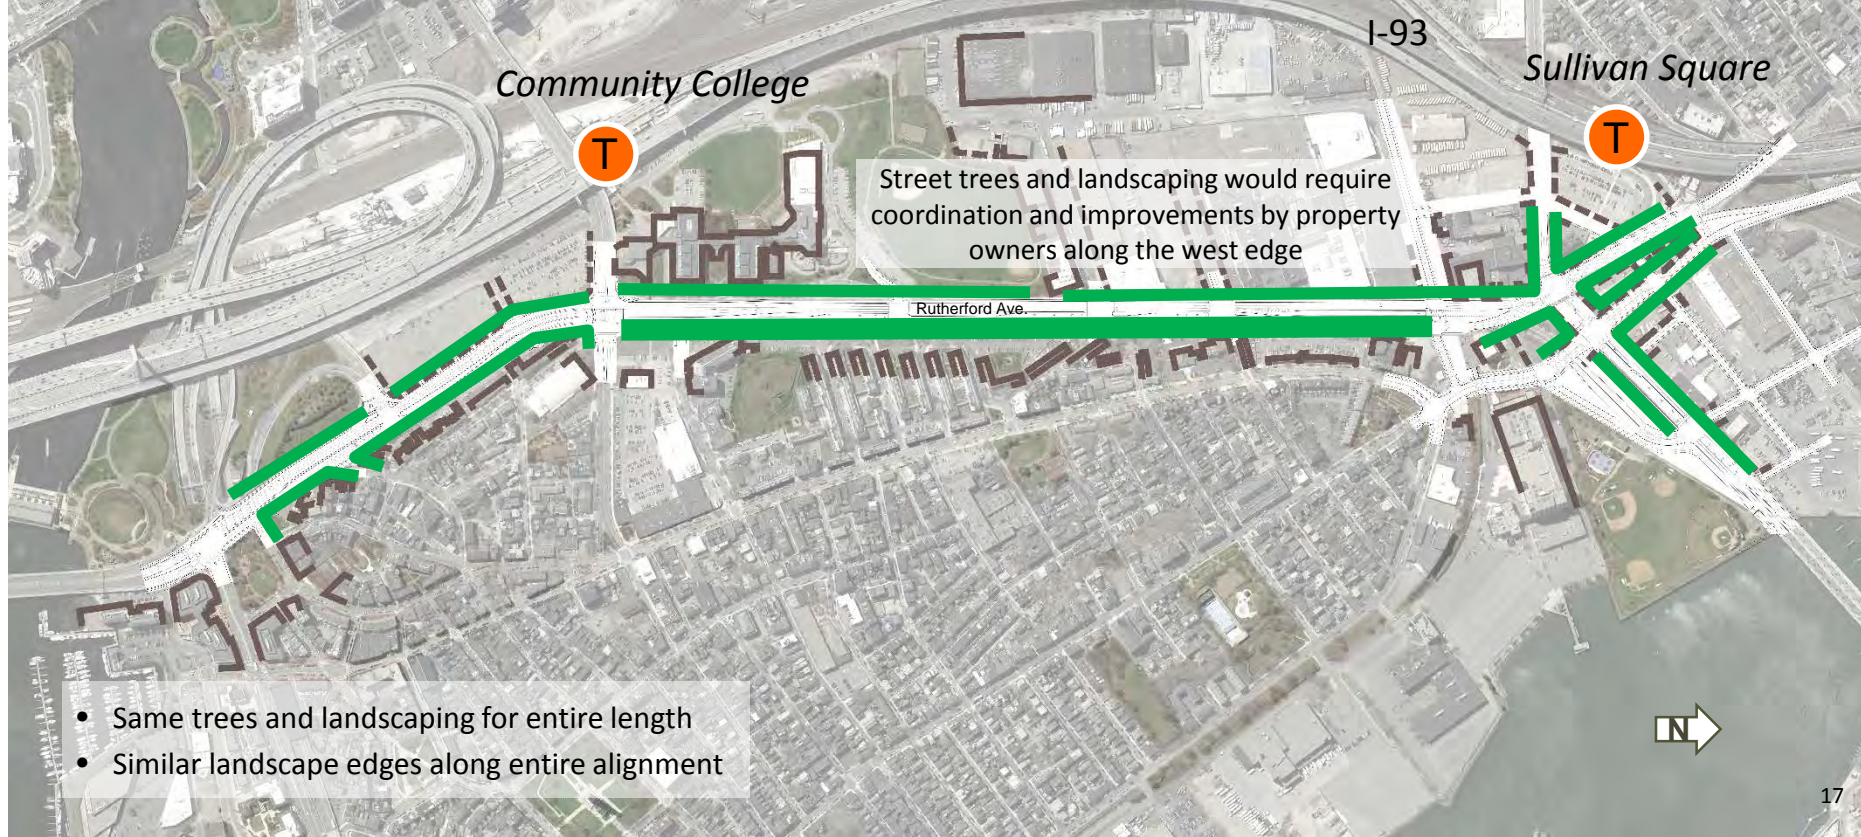 I-93
Community College
Sullivan Square
T
T
Street trees and landscaping would require
coordination and improvements by property
owners along the west edge
Rutherford Ave.
• Same trees and landscaping for entire length
• Similar landscape edges along entire alignment
N
17